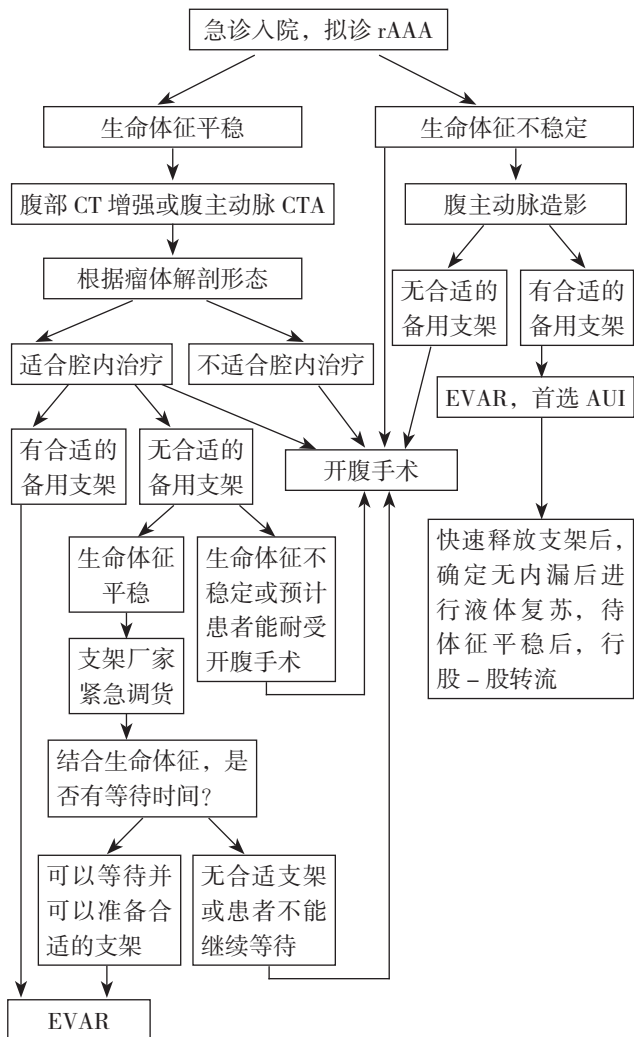 急诊入院，拟诊 rAAA
生命体征平稳
生命体征不稳定
腹部 CT 增强或腹主动脉 CTA
腹主动脉造影
根据瘤体解剖形态
无合适的
备用支架
有合适的
备用支架
适合腔内治疗
不适合腔内治疗
EVAR，首选 AUI
有合适的
备用支架
无合适的
备用支架
开腹手术
生命体征
平稳
生命体征不
稳定或预计
患者能耐受
开腹手术
快速释放支架后，
确定无内漏后进
行液体复苏，待
体征平稳后，行
股－股转流
支架厂家
紧急调货
结合生命体征，是
否有等待时间？
可以等待并
可以准备合
适的支架
无合适支架
或患者不能
继续等待
EVAR